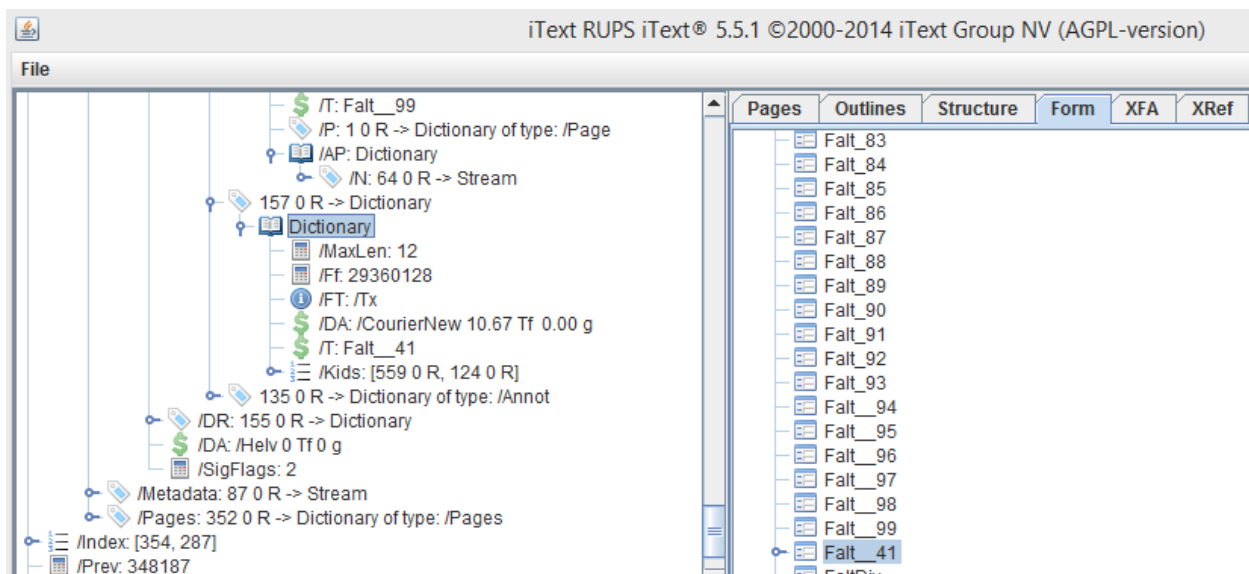 iText RUPS iText® 5.5.1 ©2000-2014 iText Group NV (AGPL-version)
File
/T: Falt__99
/P: 1 0 R -> Dictionary of type: /Page
/AP: Dictionary
/N: 64 0 R -> Stream
157 0 R -> Dictionary
Dictionary
/MaxLen: 12
/Ff: 29360128
/FT: /Tx
/DA: /CourierNew 10.67 Tf 0.00 g
/T: Falt__41
/Kids: [559 0 R, 124 0 R]
135 0 R -> Dictionary of type: /Annot
/DR: 155 0 R -> Dictionary
/DA: /Helv 0 Tf 0 g
/SigFlags: 2
/Metadata: 87 0 R -> Stream
/Pages: 352 0 R -> Dictionary of type: /Pages
/Index: [354, 287]
/Prev: 348187
Pages Outlines Structure Form XFA XRef
Falt_83
Falt_84
Falt_85
Falt_86
Falt_87
Falt_88
Falt_89
Falt_90
Falt_91
Falt_92
Falt_93
Falt__94
Falt__95
Falt__96
Falt__97
Falt__98
Falt__99
Falt__41